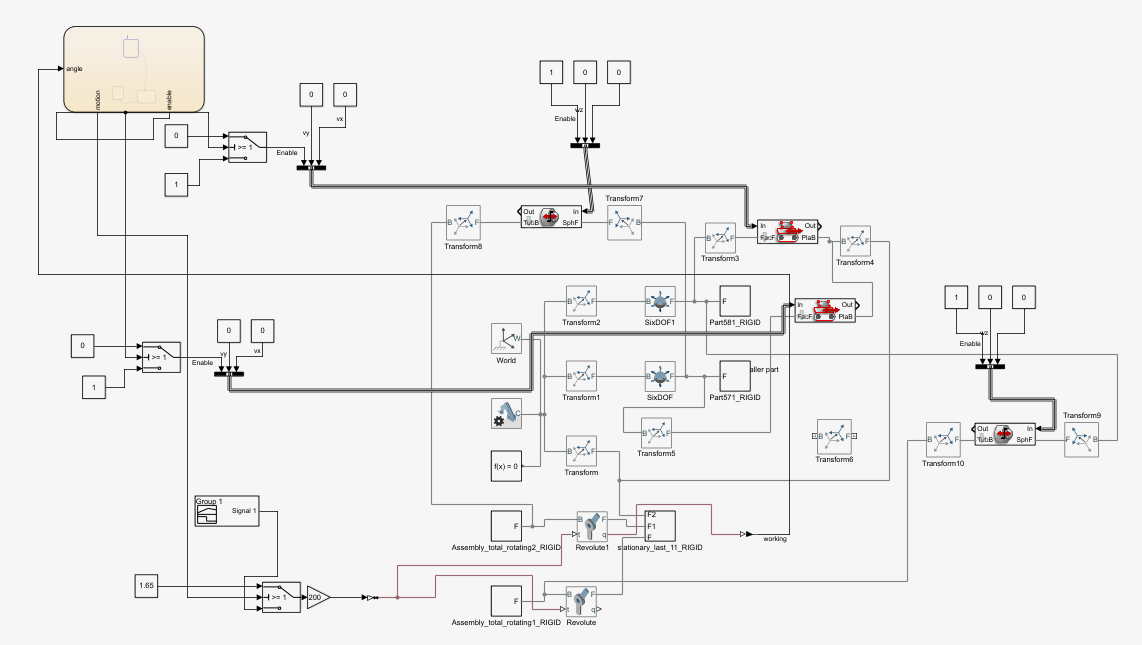 angle
motion
enable
0
0
vy
vx
1
0
0
vz
Enable
0
>= 1
Enable
1
Transform7
Out
In
TubB
SphF
B
F
F
B
Transform8
In
Out
FacF
PlaB
B
F
Transform3
B
F
Transform4
B
F
Transform2
SixDOF1
F
Part581_RIGID
In
Out
FacF
PlaB
1
0
0
vz
Enable
0
0
vy
vx
0
>= 1
Enable
1
W
World
B
F
Transform1
SixDOF
F
Part571_RIGID
aller part
C
B
F
Transform5
B
F
Transform6
Transform9
B
F
Transform10
Out
In
TubB
SphF
F
B
f(x) = 0
B
F
Transform
Group 1
Signal 1
F
Assembly_total_rotating2_RIGID
B
F
t
q
Revolute1
F2
F1
F
stationary_last_11_RIGID
working
1.65
>= 1
200
F
Assembly_total_rotating1_RIGID
B
F
t
q
Revolute